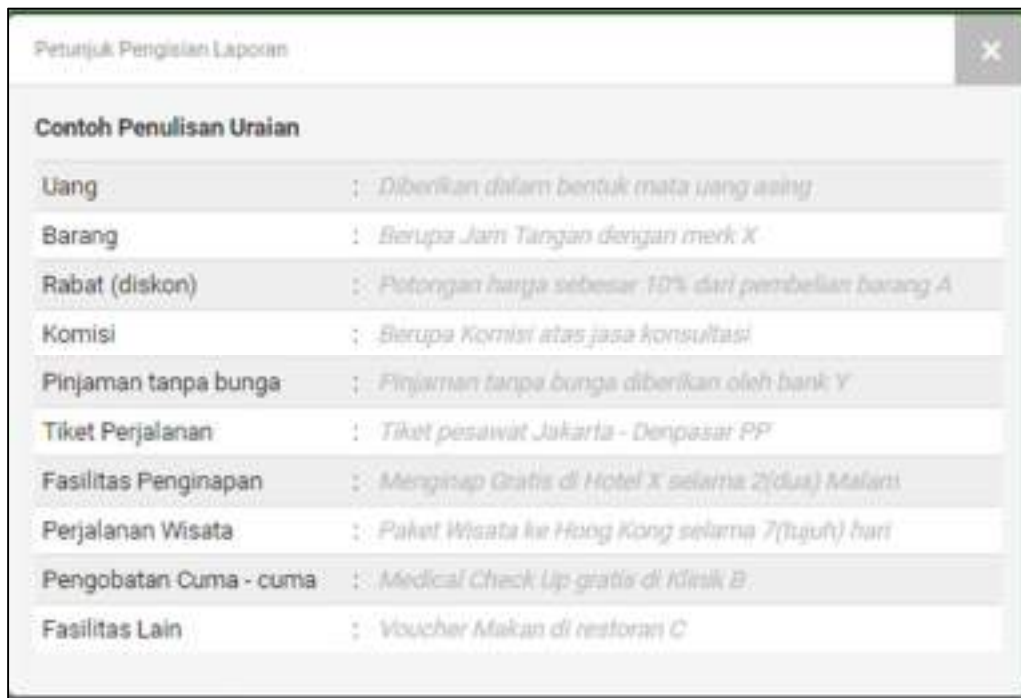 Petunjuk Pengisian Laporan
Contoh Penulisan Uraian
Uang : Diberikan dalam bentuk mata uang asing
Barang : Berupa Jam Tangan dengan merk X
Rabat (diskon) : Potongan harga sebesar 10% dari pembelian barang A
Komisi : Berupa Komisi atas jasa konsultasi
Pinjaman tanpa bunga : Pinjaman tanpa bunga diberikan oleh bank Y
Tiket Perjalanan : Tiket pesawat Jakarta - Denpasar PP
Fasilitas Penginapan : Menginap Gratis di Hotel X selama 2(dua) Malam
Perjalanan Wisata : Paket Wisata ke Hong Kong selama 7(tujuh) hari
Pengobatan Cuma - cuma : Medical Check Up gratis di Klinik B
Fasilitas Lain : Voucher Makan di restoran C